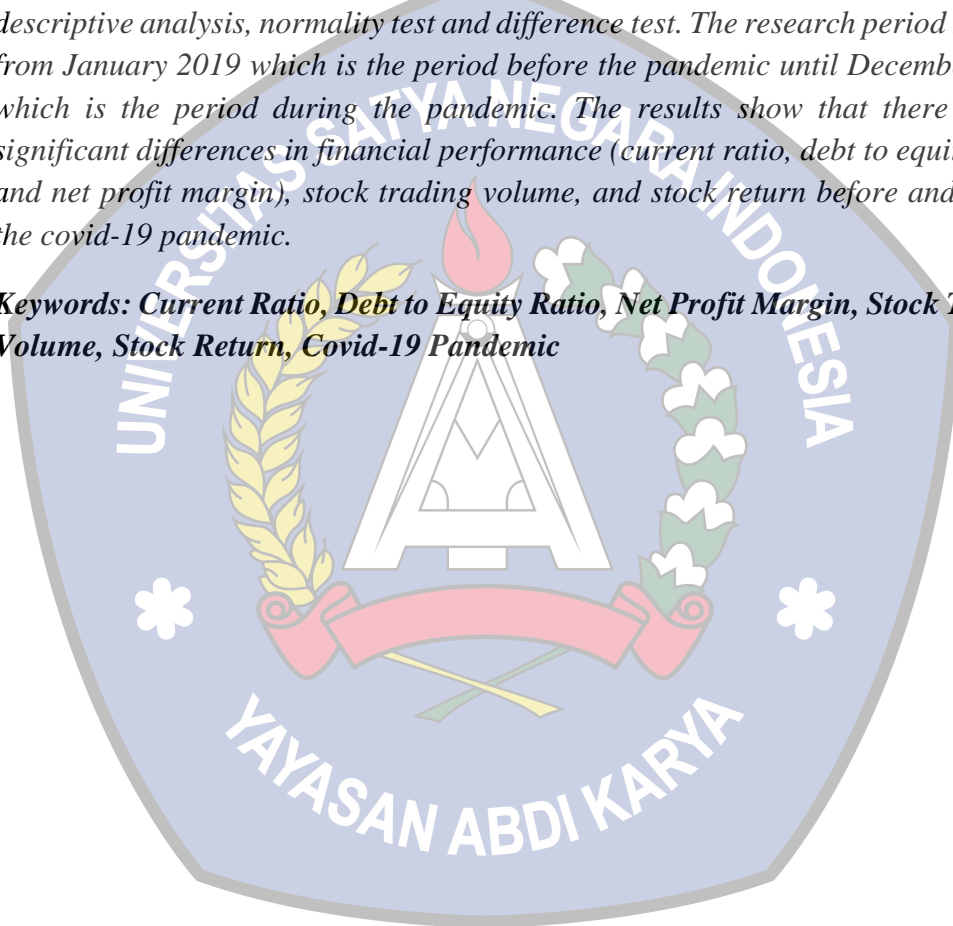 descriptive analysis, normality test and difference test. The research period
from January 2019 which is the period before the pandemic until Decemb
which is the period during the pandemic. The results show that there
significant differences in financial performance (current ratio, debt to equi
and net profit margin), stock trading volume, and stock return before and
the covid-19 pandemic.
Keywords: Current Ratio, Debt to Equity Ratio, Net Profit Margin, Stock T
Volume, Stock Return, Covid-19 Pandemic
UNIVERSITAS SATYA NEGARA INDONESIA
YAYASAN ABDI KARYA